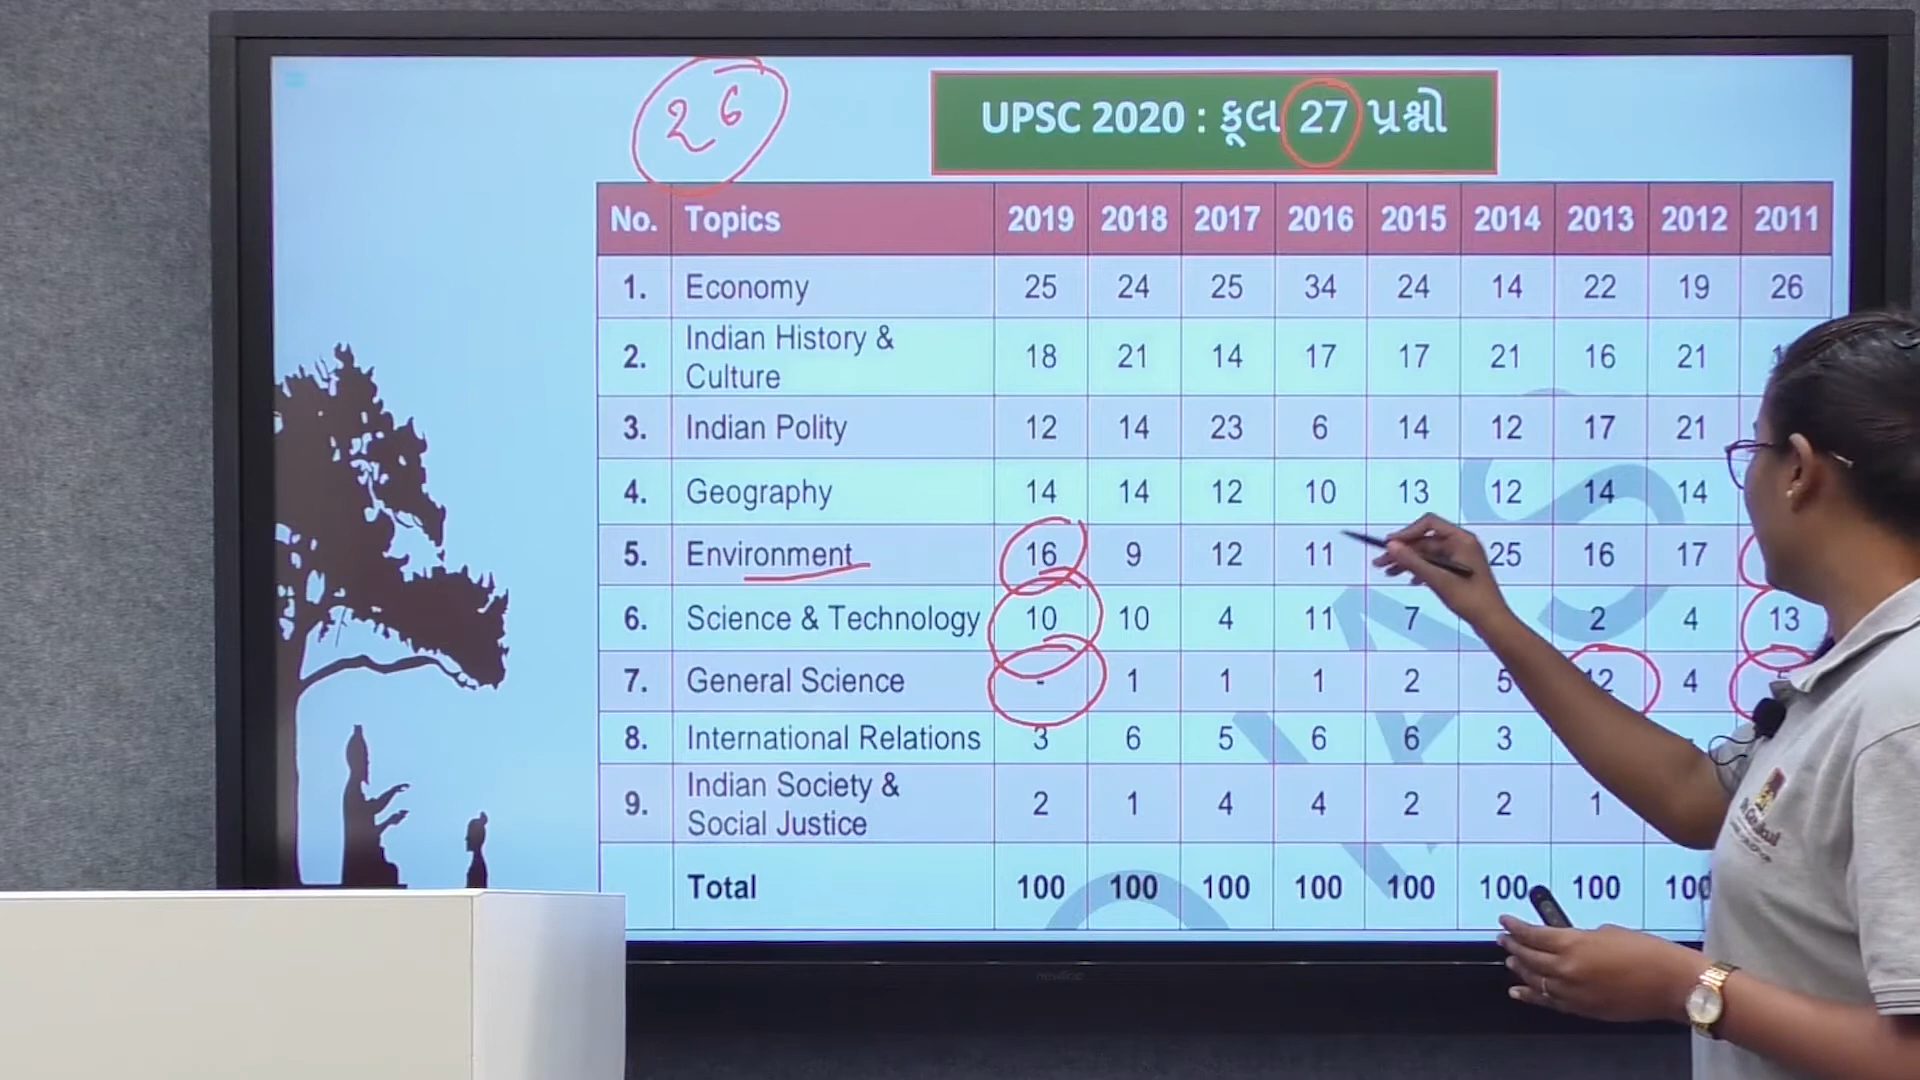 26
UPSC 2020 : કૂલ 27 પ્રશ્નો
No. Topics 2019 2018 2017 2016 2015 2014 2013 2012 2011
1. Economy 25 24 25 34 24 14 22 19 26
2. Indian History & Culture 18 21 14 17 17 21 16 21
3. Indian Polity 12 14 23 6 14 12 17 21
4. Geography 14 14 12 10 13 12 14 14
5. Environment 16 9 12 11 25 16 17
6. Science & Technology 10 10 4 11 7 2 4 13
7. General Science - 1 1 1 2 5 12 4 5
8. International Relations 3 6 5 6 6 3 -
9. Indian Society & Social Justice 2 1 4 4 2 2 1
Total 100 100 100 100 100 100 100 100
IAS
newline